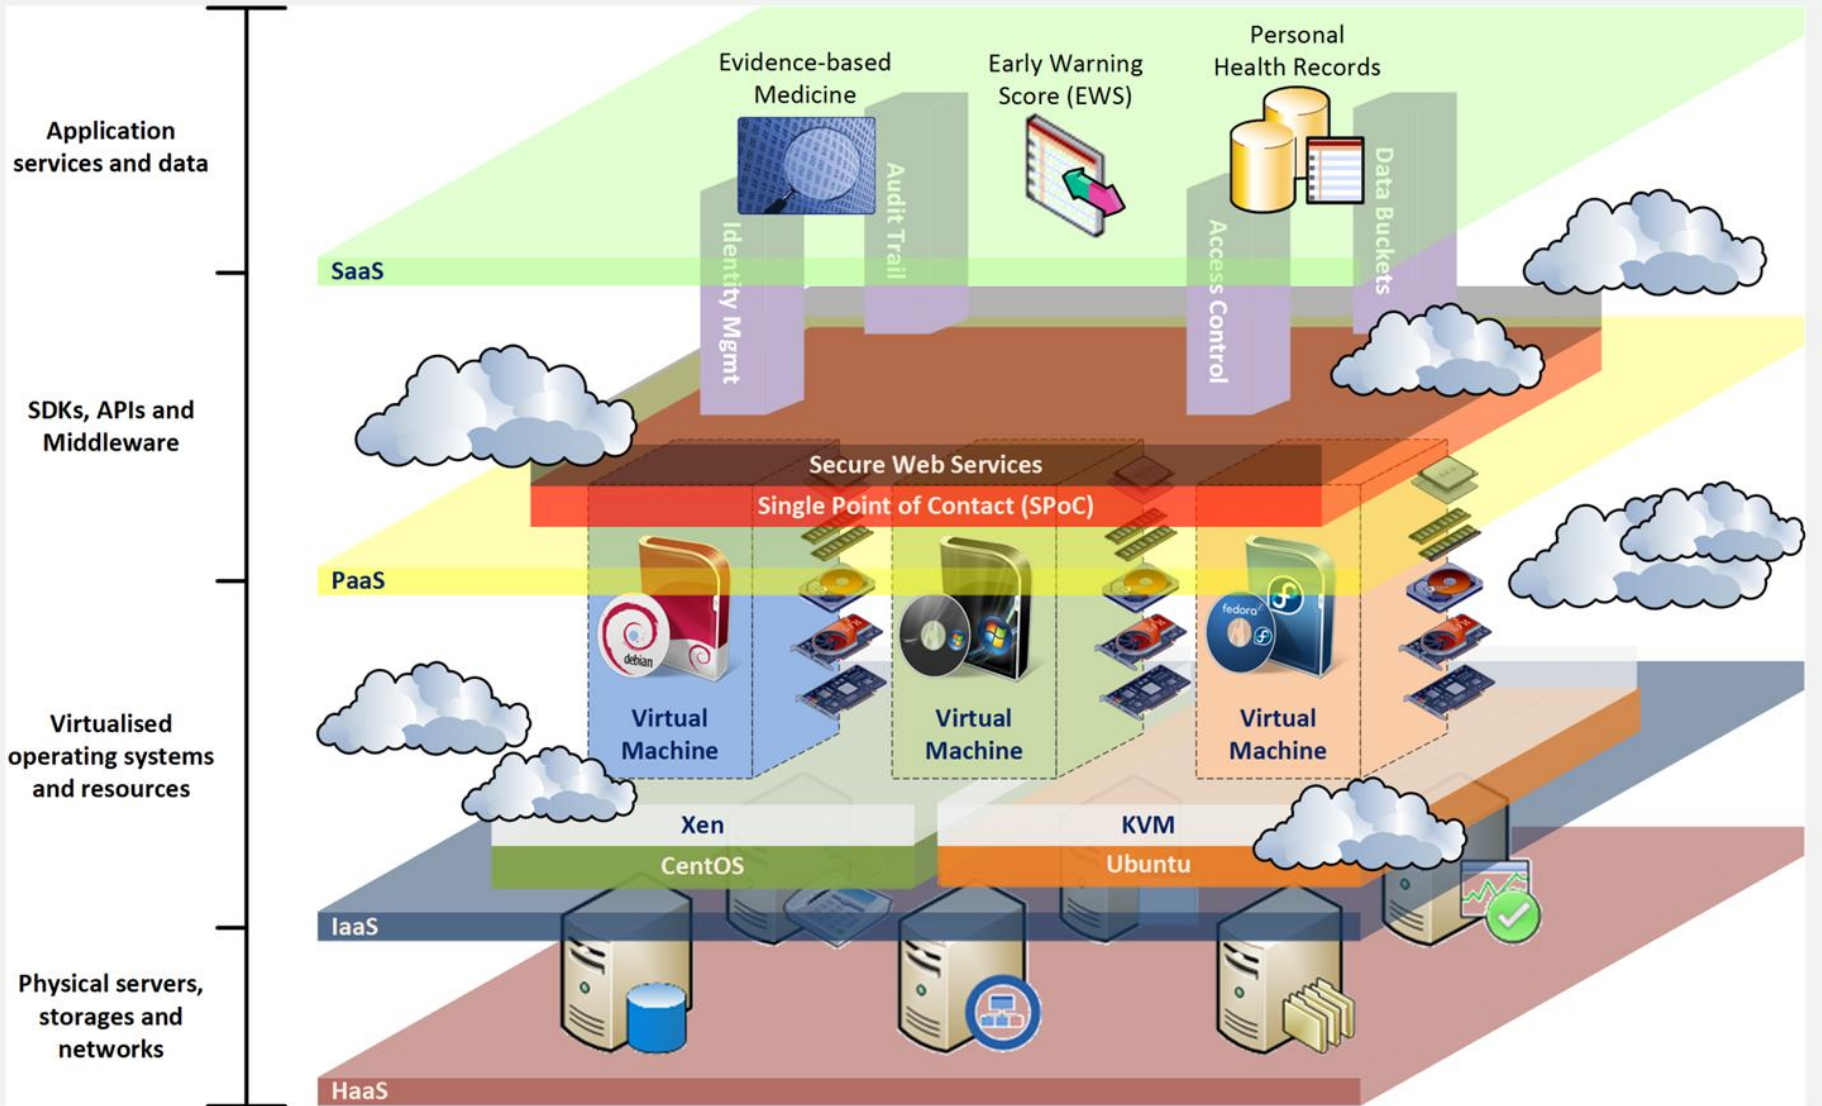 Application
services and data
Evidence-based
Medicine
Early Warning
Score (EWS)
Personal
Health Records
Identity Mgmt
Audit Trail
Access Control
Data Buckets
SaaS
SDKs, APIs and
Middleware
Secure Web Services
Single Point of Contact (SPoC)
PaaS
debian
fedora
Virtualised
operating systems
and resources
Virtual
Machine
Virtual
Machine
Virtual
Machine
Xen
KVM
CentOS
Ubuntu
IaaS
Physical servers,
storages and
networks
HaaS